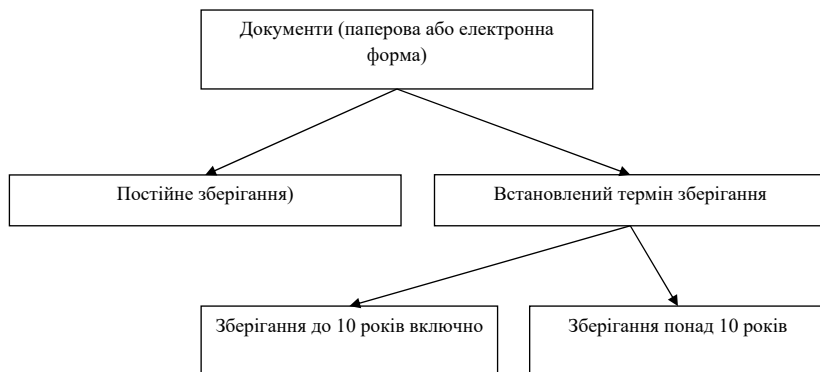 Документи (паперова або електронна
форма)
Постійне зберігання)
Встановлений термін зберігання
Зберігання до 10 років включно
Зберігання понад 10 років